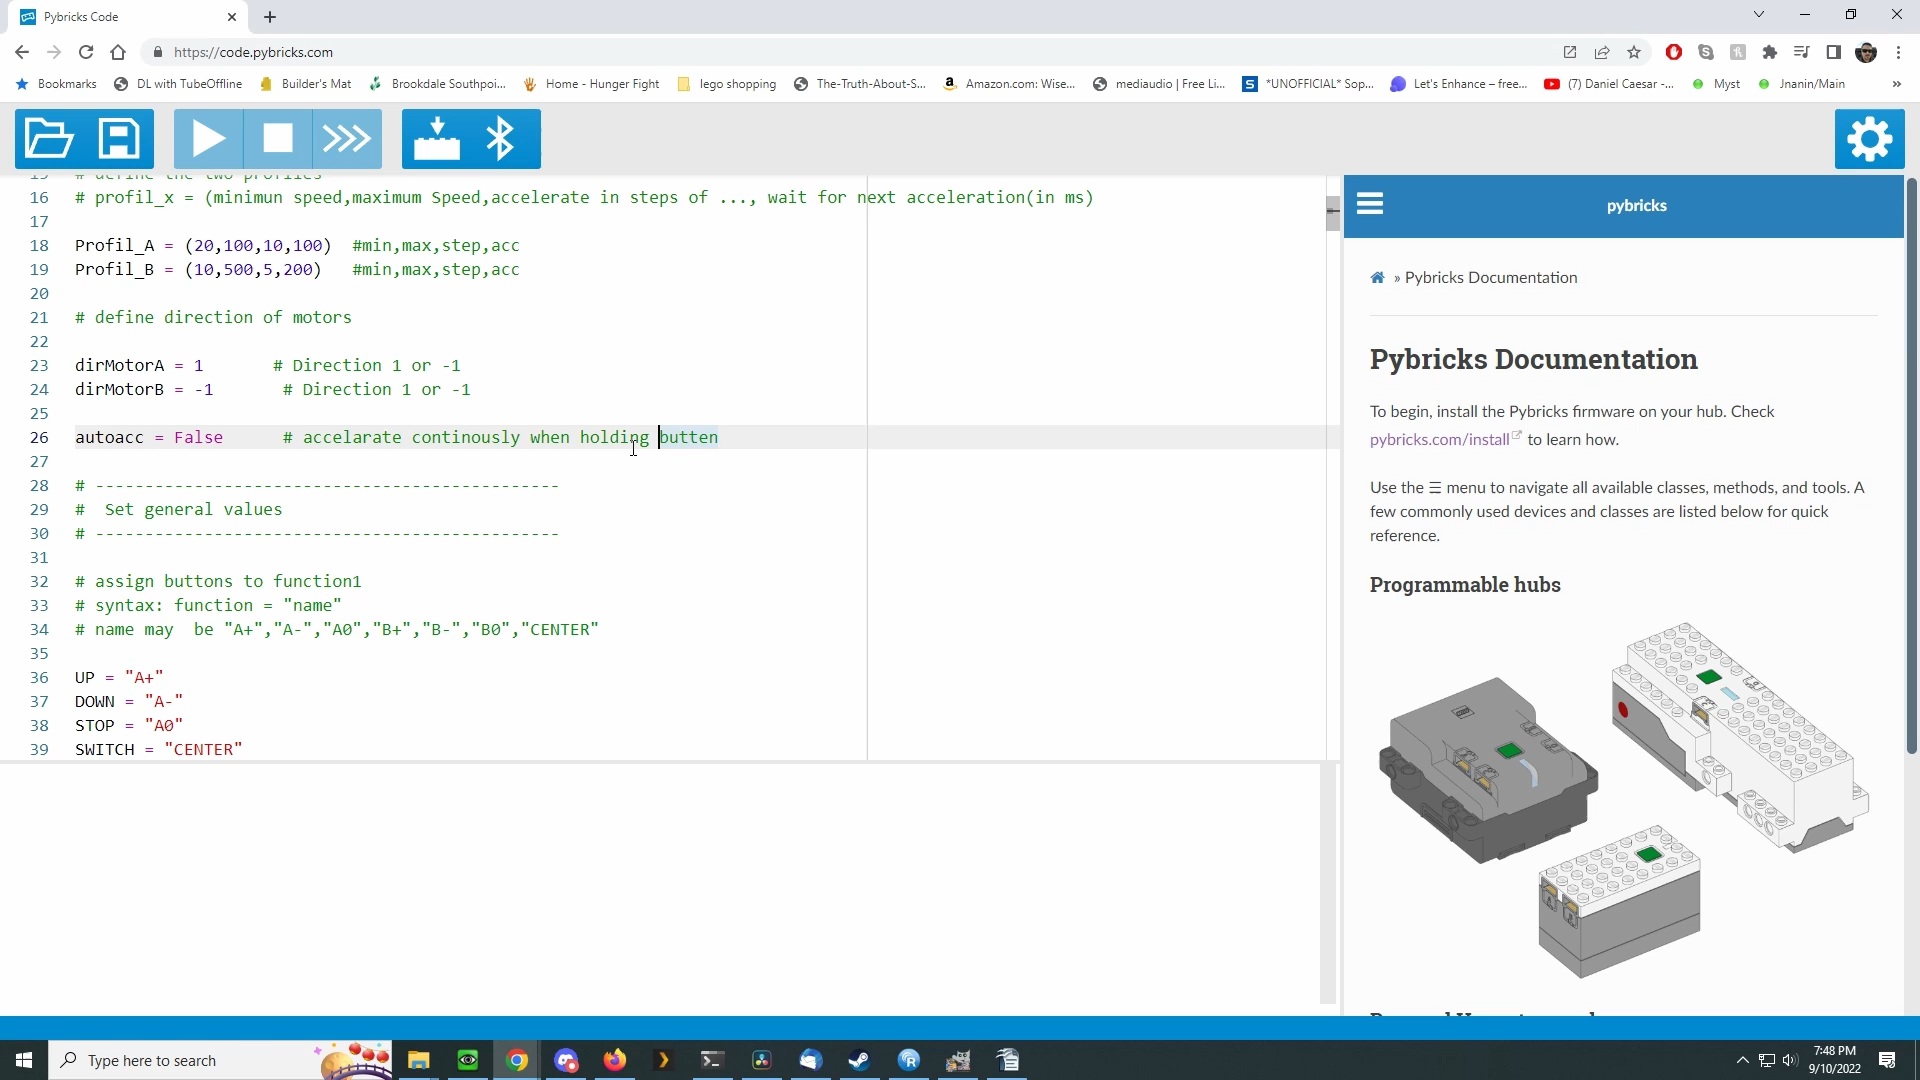 Pybricks Code
https://code.pybricks.com
Bookmarks
DL with TubeOffline
Builder's Mat
Brookdale Southpoi...
Home - Hunger Fight
lego shopping
The-Truth-About-S...
Amazon.com: Wise...
mediaudio | Free Li...
*UNOFFICIAL* Sop...
Let's Enhance – free...
(7) Daniel Caesar -...
Myst
Jnanin/Main
15 # define the two profiles
16 # profil_x = (minimun speed,maximum Speed,accelerate in steps of ..., wait for next acceleration(in ms)
17
18 Profil_A = (20,100,10,100)  #min,max,step,acc
19 Profil_B = (10,500,5,200)   #min,max,step,acc
20
21 # define direction of motors
22
23 dirMotorA = 1       # Direction 1 or -1
24 dirMotorB = -1       # Direction 1 or -1
25
26 autoacc = False      # accelarate continously when holding butten
27
28 # -----------------------------------------------
29 #  Set general values
30 # -----------------------------------------------
31
32 # assign buttons to function1
33 # syntax: function = "name"
34 # name may  be "A+","A-","A0","B+","B-","B0","CENTER"
35
36 UP = "A+"
37 DOWN = "A-"
38 STOP = "A0"
39 SWITCH = "CENTER"
pybricks
» Pybricks Documentation
Pybricks Documentation
To begin, install the Pybricks firmware on your hub. Check
pybricks.com/install to learn how.
Use the ☰ menu to navigate all available classes, methods, and tools. A
few commonly used devices and classes are listed below for quick
reference.
Programmable hubs
Type here to search
7:48 PM
9/10/2022